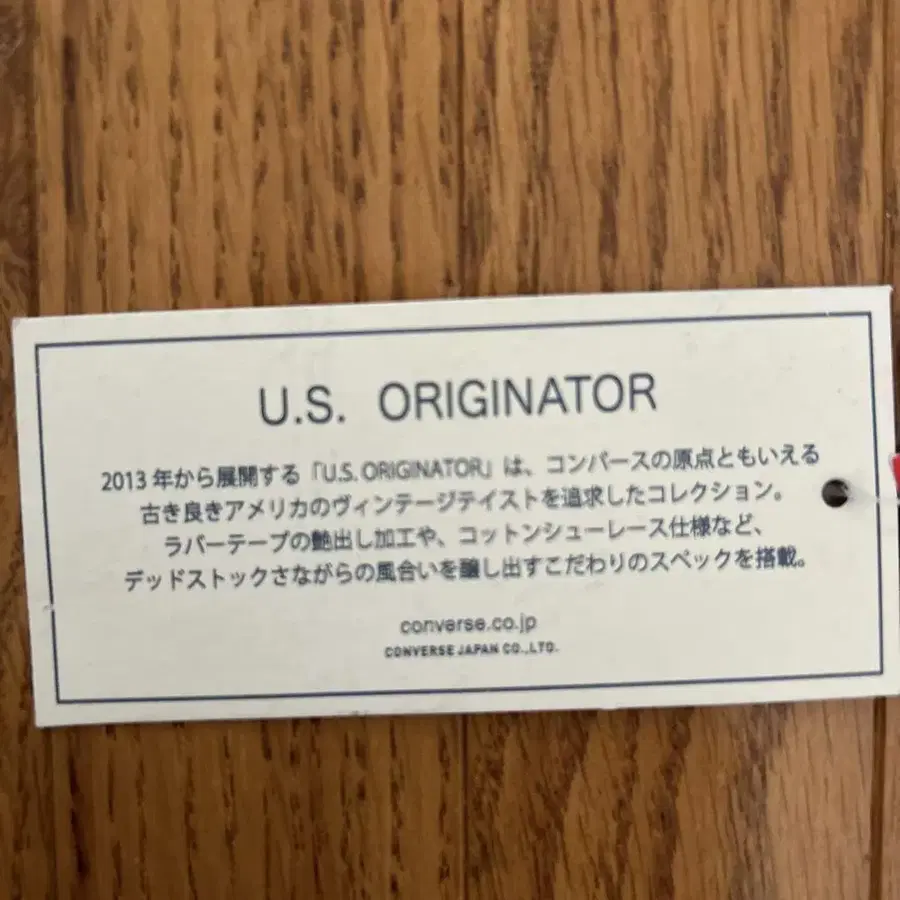 U.S. ORIGINATOR
2013年から展開する「U.S. ORIGINATOR」は、コンバースの原点ともいえる
古き良きアメリカのヴィンテージテイストを追求したコレクション。
ラバーテープの艶出し加工や、コットンシューレース仕様など、
デッドストックさながらの風合いを醸し出すこだわりのスペックを搭載。
converse.co.jp
CONVERSE JAPAN CO.,LTD.